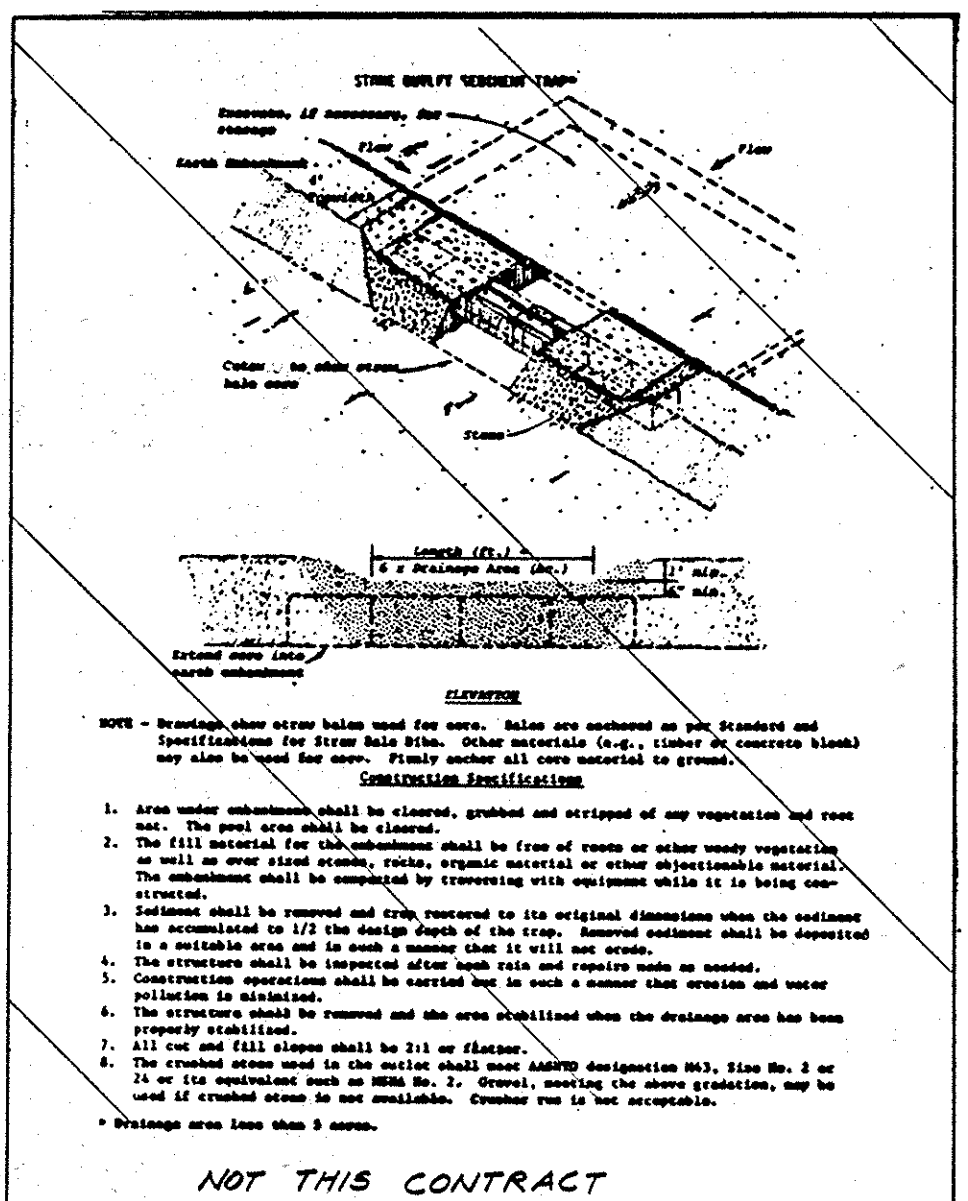 STONE OUTLET SEDIMENT TRAP*
Excavate, if necessary, for
storage
Flow
Flow
Earth Embankment
4'
Topwidth
Cutaway to show straw
bale core
Stone
Length (ft.) =
6 x Drainage Area (Ac.)
1' min.
6" min.
Extend core into
earth embankment
ELEVATION
NOTE - Drawings show straw bales used for core. Bales are anchored as per Standard and
Specifications for Straw Bale Dike. Other materials (e.g., timber or concrete block)
may also be used for core. Firmly anchor all core material to ground.
Construction Specifications
1. Area under embankment shall be cleared, grubbed and stripped of any vegetation and root
mat. The pool area shall be cleared.
2. The fill material for the embankment shall be free of roots or other woody vegetation
as well as over sized stones, rocks, organic material or other objectionable material.
The embankment shall be compacted by traversing with equipment while it is being con-
structed.
3. Sediment shall be removed and trap restored to its original dimensions when the sediment
has accumulated to 1/2 the design depth of the trap. Removed sediment shall be deposited
in a suitable area and in such a manner that it will not erode.
4. The structure shall be inspected after each rain and repairs made as needed.
5. Construction operations shall be carried out in such a manner that erosion and water
pollution is minimized.
6. The structure shall be removed and the area stabilized when the drainage area has been
properly stabilized.
7. All cut and fill slopes shall be 2:1 or flatter.
8. The crushed stone used in the outlet shall meet AASHTO designation M43, Size No. 2 or
24 or its equivalent such as MSHA No. 2. Gravel, meeting the above gradation, may be
used if crushed stone is not available. Crusher run is not acceptable.
* Drainage area less than 5 acres.
NOT THIS CONTRACT